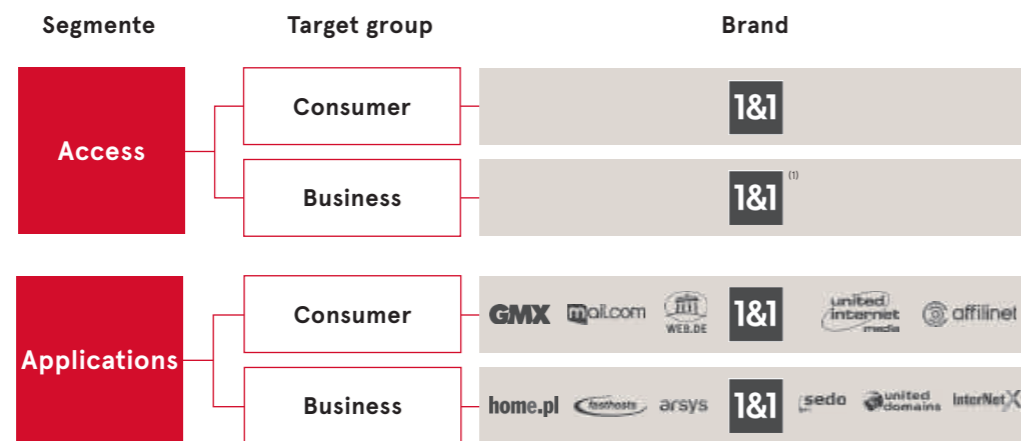 Segmente Target group Brand
Access
Consumer
1&1
Business
1&1 (1)
Applications
Consumer
GMX mail.com WEB.DE 1&1 united internet media affilinet
Business
home.pl fasthosts arsys 1&1 sedo united domains InterNetX